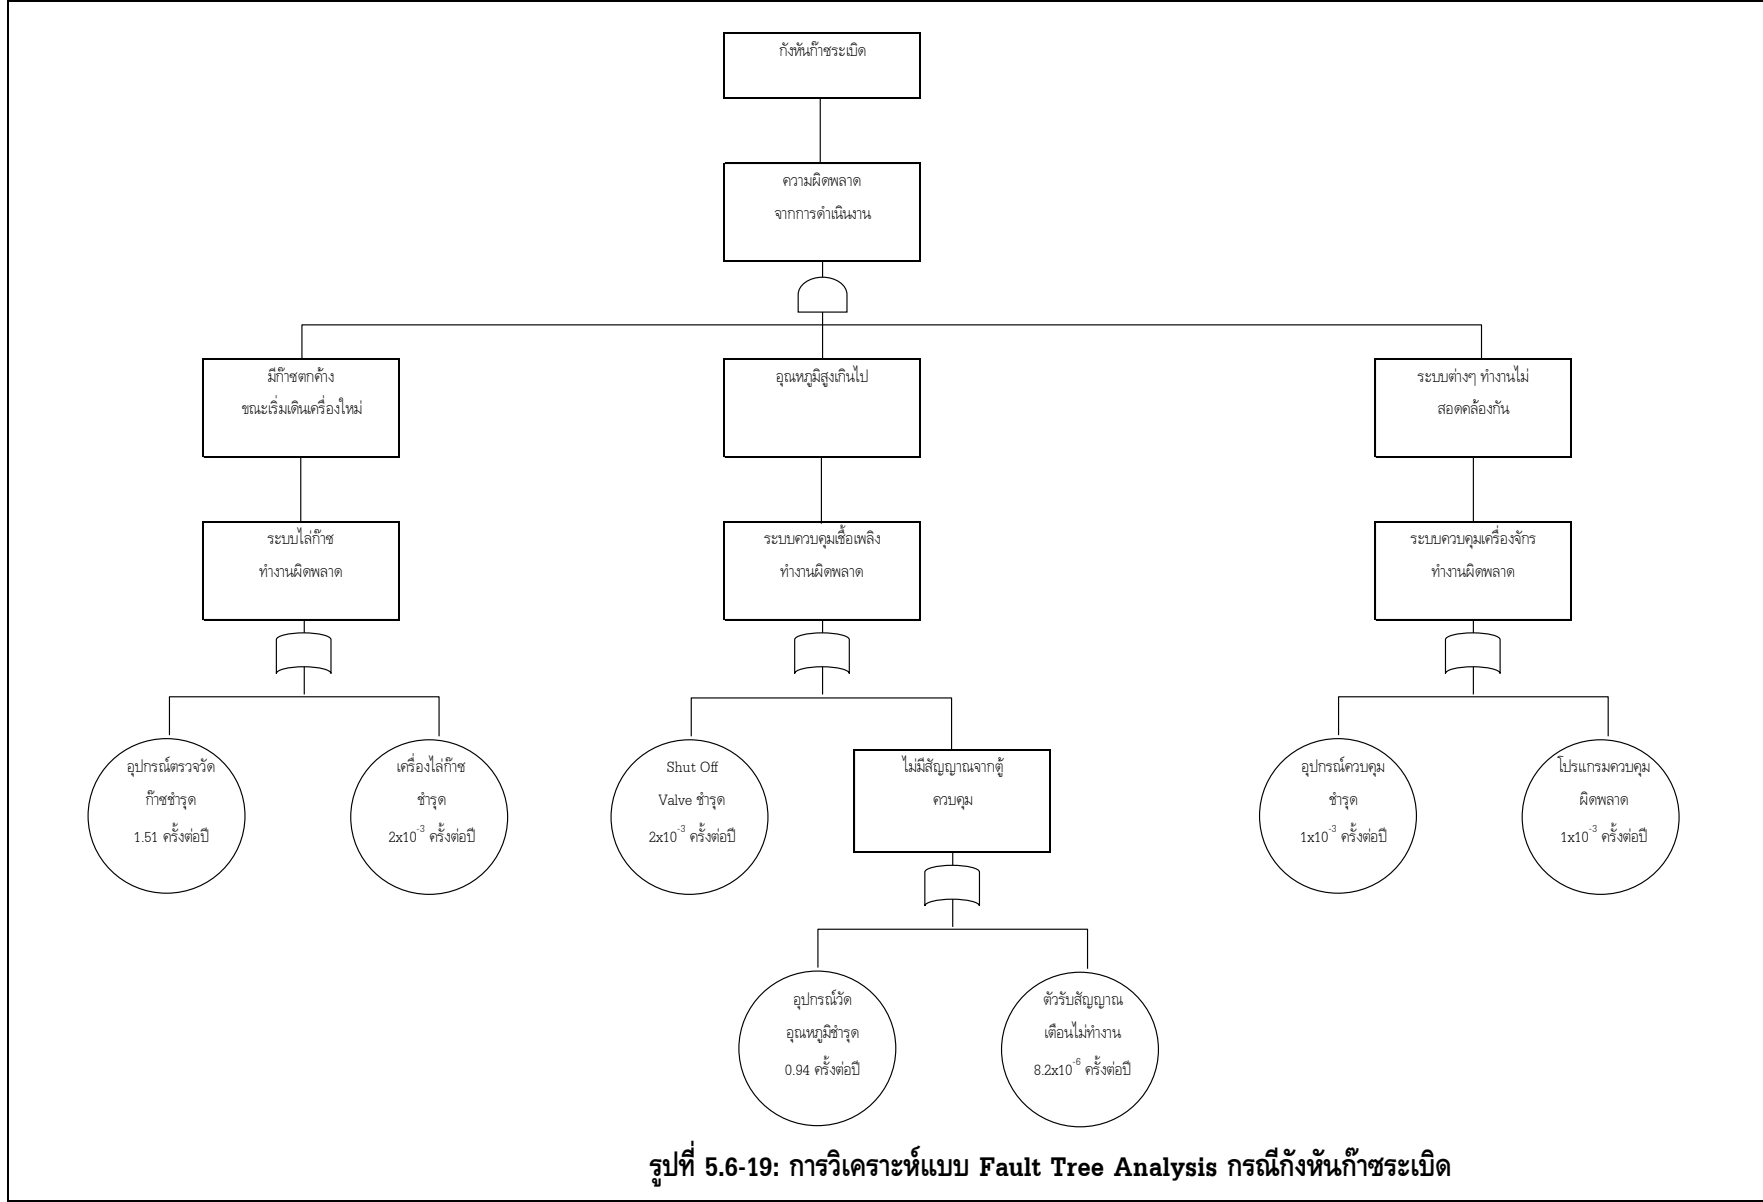 กังหันก๊าซระเบิด
ความผิดพลาด
จากการดำเนินงาน
มีก๊าซตกค้าง
ขณะเริ่มเดินเครื่องใหม่
อุณหภูมิสูงเกินไป
ระบบต่างๆ ทำงานไม่
สอดคล้องกัน
ระบบไล่ก๊าซ
ทำงานผิดพลาด
ระบบควบคุมเชื้อเพลิง
ทำงานผิดพลาด
ระบบควบคุมเครื่องจักร
ทำงานผิดพลาด
อุปกรณ์ตรวจวัด
ก๊าซชำรุด
1.51 ครั้งต่อปี
เครื่องไล่ก๊าซ
ชำรุด
2x10⁻³ ครั้งต่อปี
Shut Off
Valve ชำรุด
2x10⁻³ ครั้งต่อปี
ไม่มีสัญญาณจากตู้
ควบคุม
อุปกรณ์ควบคุม
ชำรุด
1x10⁻³ ครั้งต่อปี
โปรแกรมควบคุม
ผิดพลาด
1x10⁻³ ครั้งต่อปี
อุปกรณ์วัด
อุณหภูมิชำรุด
0.94 ครั้งต่อปี
ตัวรับสัญญาณ
เตือนไม่ทำงาน
8.2x10⁻⁶ ครั้งต่อปี
รูปที่ 5.6-19: การวิเคราะห์แบบ Fault Tree Analysis กรณีกังหันก๊าซระเบิด